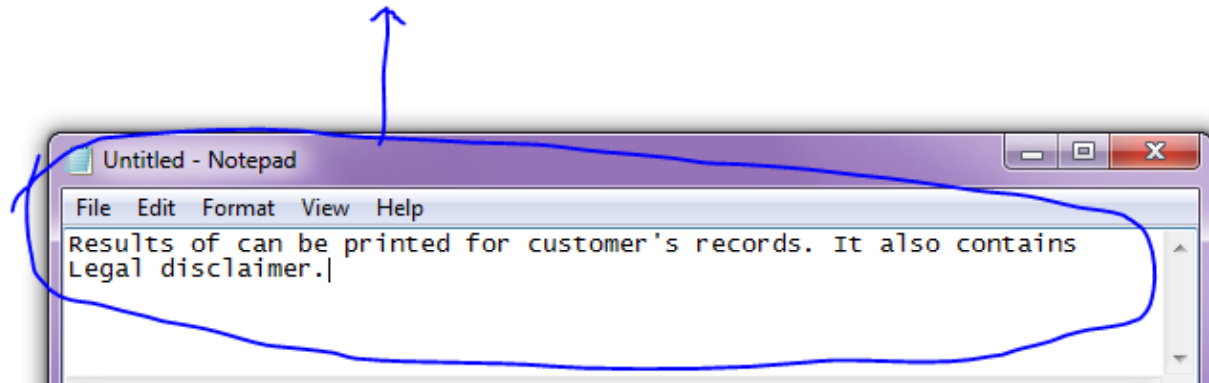 Untitled - Notepad
File Edit Format View Help
Results of can be printed for customer's records. It also contains
Legal disclaimer.